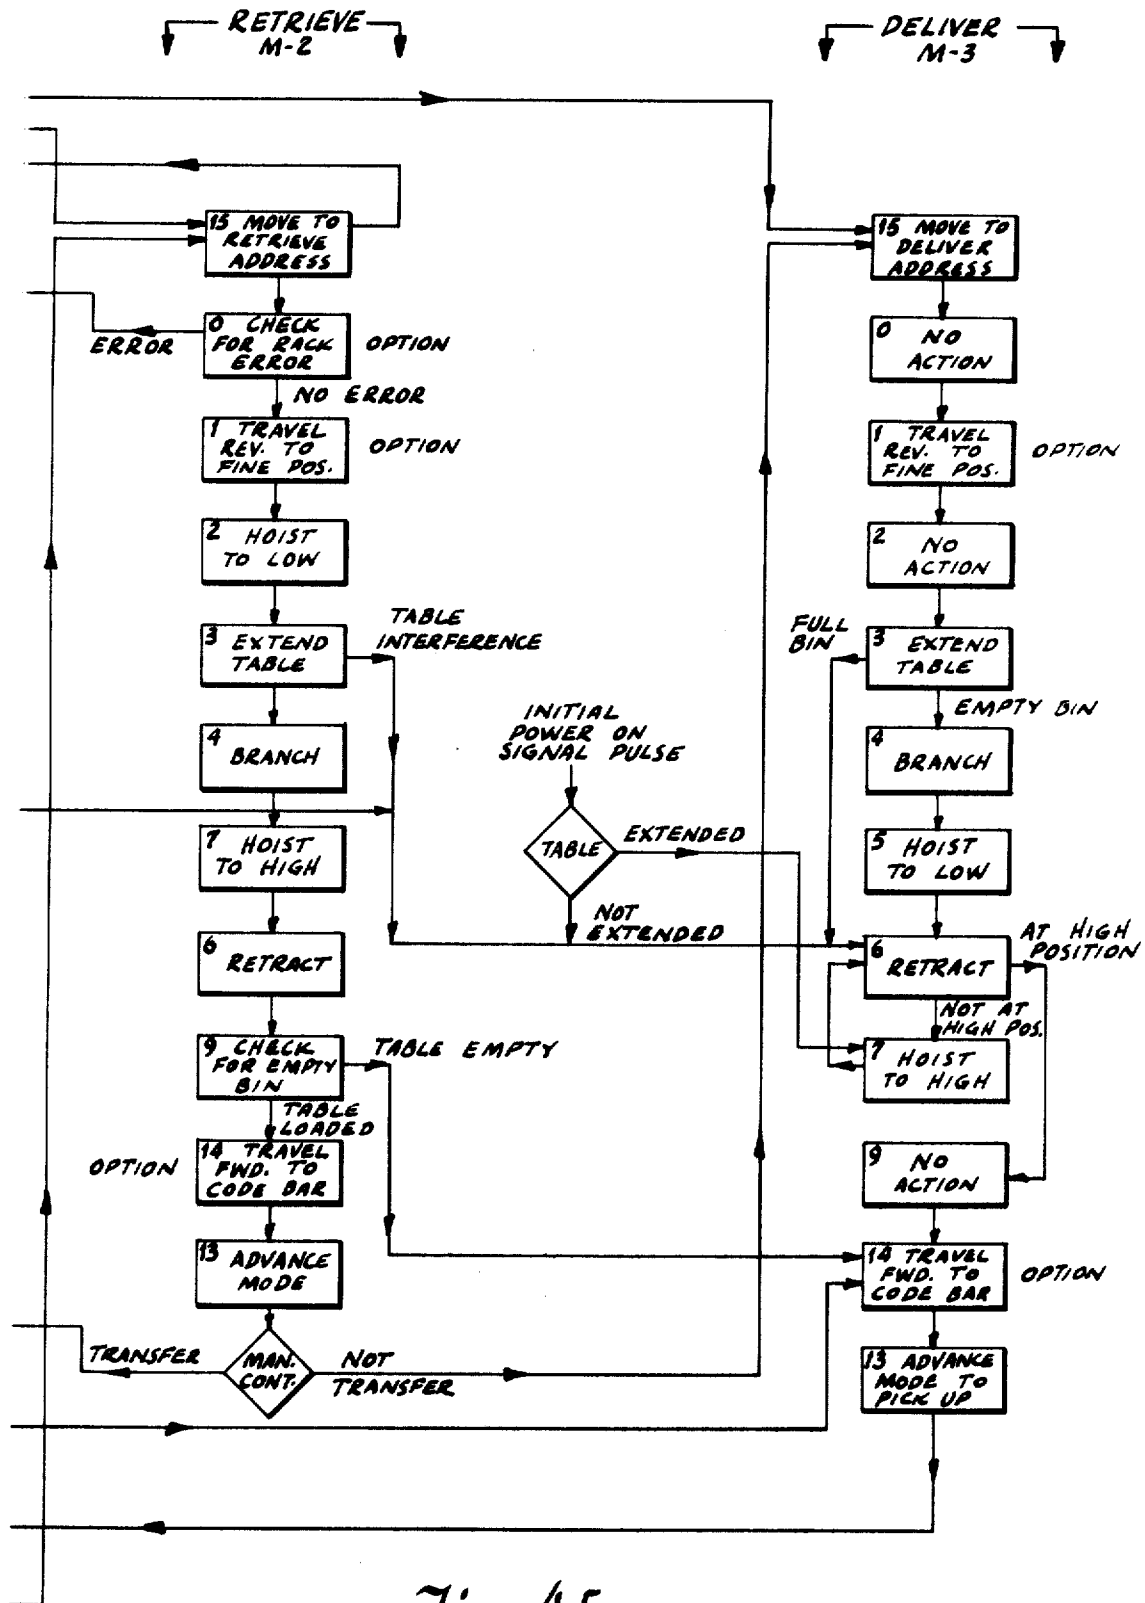 RETRIEVE
M-2
DELIVER
M-3
15 MOVE TO
RETRIEVE
ADDRESS
0 CHECK
FOR RACK
ERROR
OPTION
ERROR
NO ERROR
1 TRAVEL
REV. TO
FINE POS.
OPTION
2 HOIST
TO LOW
3 EXTEND
TABLE
TABLE
INTERFERENCE
4
BRANCH
7 HOIST
TO HIGH
6
RETRACT
9 CHECK
FOR EMPTY
BIN
TABLE EMPTY
TABLE
LOADED
OPTION
14 TRAVEL
FWD. TO
CODE BAR
13 ADVANCE
MODE
MAN.
CONT.
TRANSFER
NOT
TRANSFER
INITIAL
POWER ON
SIGNAL PULSE
TABLE
EXTENDED
NOT
EXTENDED
15 MOVE TO
DELIVER
ADDRESS
0 NO
ACTION
1 TRAVEL
REV. TO
FINE POS.
OPTION
2 NO
ACTION
FULL
BIN
3 EXTEND
TABLE
EMPTY BIN
4
BRANCH
5 HOIST
TO LOW
6
RETRACT
AT HIGH
POSITION
NOT AT
HIGH POS.
7 HOIST
TO HIGH
9 NO
ACTION
14 TRAVEL
FWD. TO
CODE BAR
OPTION
13 ADVANCE
MODE TO
PICK UP